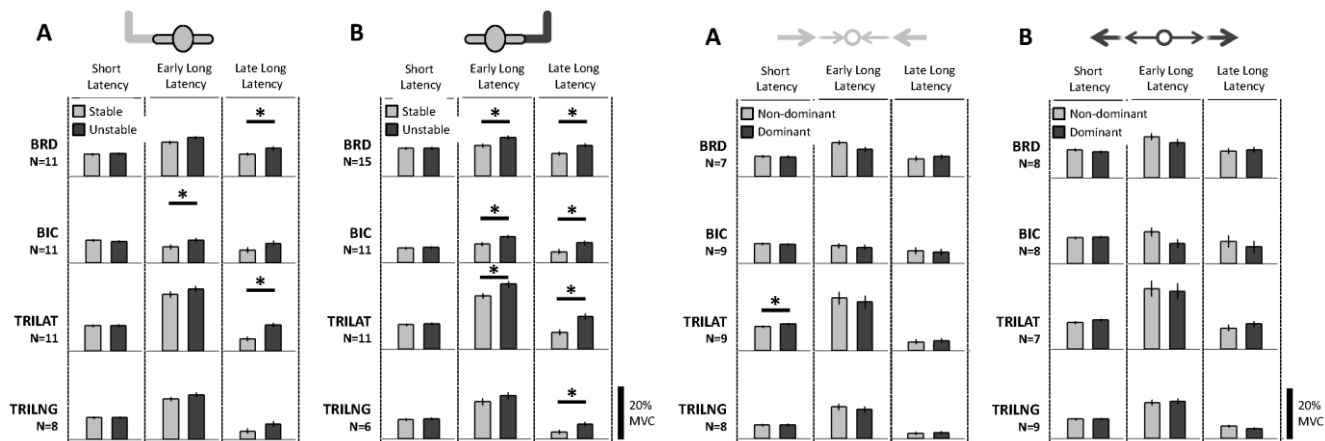 A
Short Latency
Early Long Latency
Late Long Latency
Stable
Unstable
*
BRD
N=11
*
BIC
N=11
*
TRILAT
N=11
TRILNG
N=8
B
Short Latency
Early Long Latency
Late Long Latency
Stable
Unstable
* *
BRD
N=15
* *
BIC
N=11
* *
TRILAT
N=11
*
TRILNG
N=6
20%
MVC
A
Short Latency
Early Long Latency
Late Long Latency
Non-dominant
Dominant
BRD
N=7
BIC
N=9
*
TRILAT
N=9
TRILNG
N=8
B
Short Latency
Early Long Latency
Late Long Latency
Non-dominant
Dominant
BRD
N=8
BIC
N=8
TRILAT
N=7
TRILNG
N=9
20%
MVC